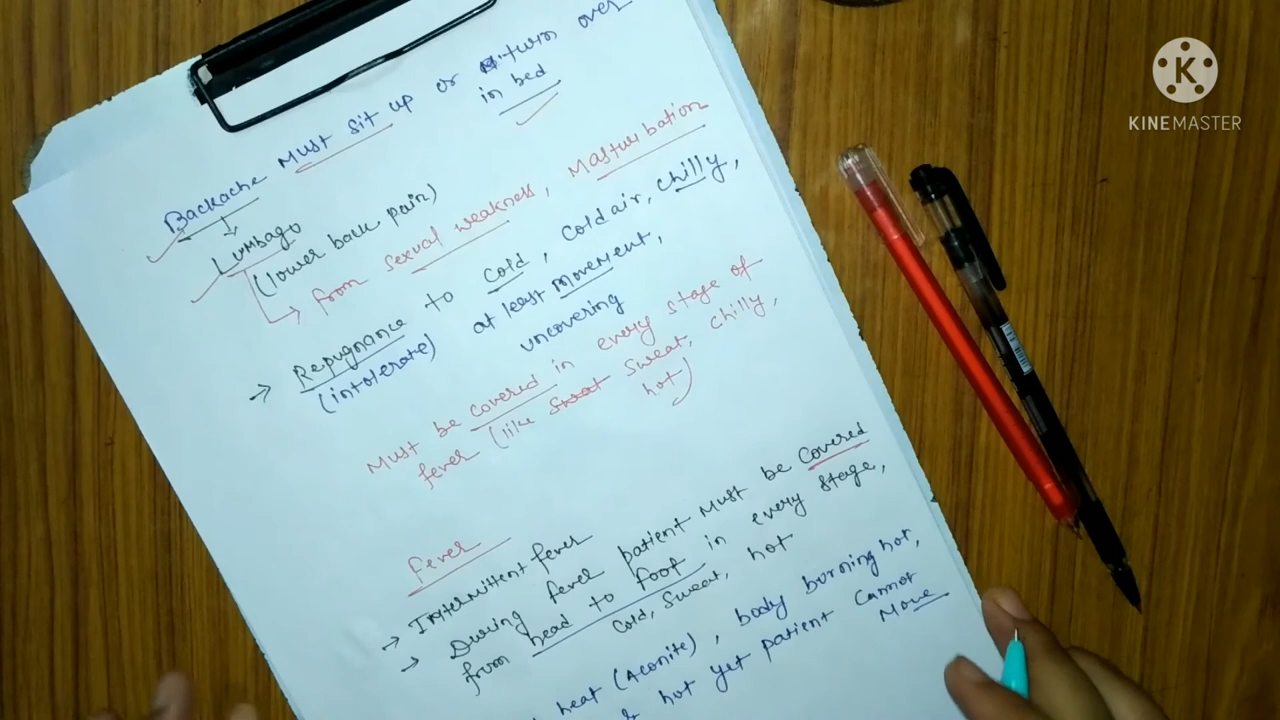 Backache Must sit up or turn over
in bed
Lumbago
(lower back pain)
from sexual weakness, Masturbation
→ Repugnance to cold, cold air, chilly,
(intolerate) at least movement,
uncovering
Must be covered in every stage of
fever (like sweat, chilly,
hot)
fever
→ Intermittent fever
→ During fever patient Must be covered
from head to foot in every stage,
cold, sweat, hot
heat (Aconite), body burning hot,
hot yet patient cannot
Move
K
KINEMASTER